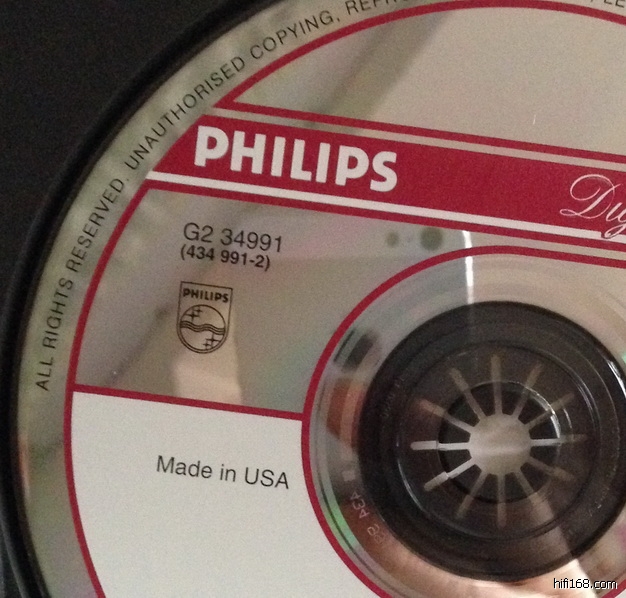 ALL RIGHTS RESERVED. UNAUTHORISED COPYING,
PHILIPS
G2 34991
(434 991-2)
PHILIPS
Made in USA
hifi168.com